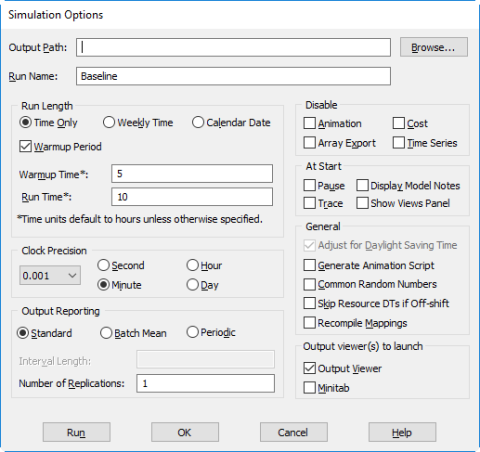 Simulation Options
Output Path: Browse...
Run Name: Baseline
Run Length
Time Only Weekly Time Calendar Date
Warmup Period
Warmup Time*: 5
Run Time*: 10
*Time units default to hours unless otherwise specified.
Clock Precision
0.001 Second Hour
Minute Day
Output Reporting
Standard Batch Mean Periodic
Interval Length:
Number of Replications: 1
Disable
Animation Cost
Array Export Time Series
At Start
Pause Display Model Notes
Trace Show Views Panel
General
Adjust for Daylight Saving Time
Generate Animation Script
Common Random Numbers
Skip Resource DTs if Off-shift
Recompile Mappings
Output viewer(s) to launch
Output Viewer
Minitab
Run OK Cancel Help